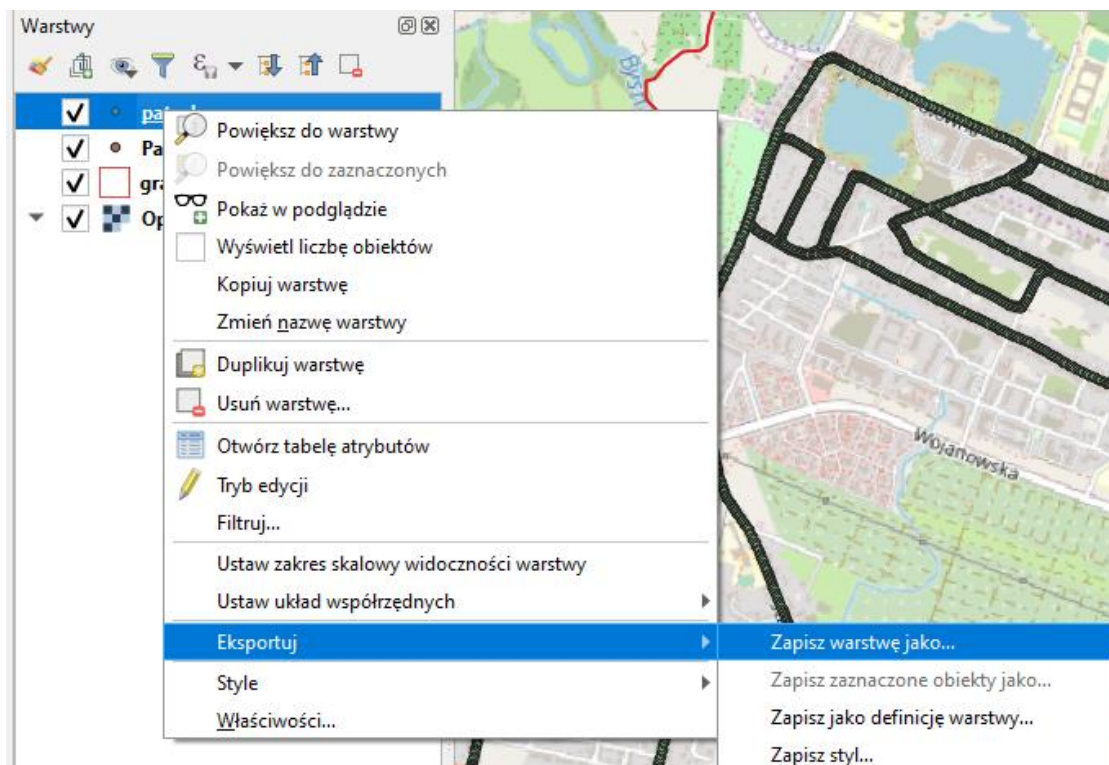 Warstwy
pa
Pa
gra
Op
Powiększ do warstwy
Powiększ do zaznaczonych
Pokaż w podglądzie
Wyświetl liczbę obiektów
Kopiuj warstwę
Zmień nazwę warstwy
Duplikuj warstwę
Usuń warstwę...
Otwórz tabelę atrybutów
Tryb edycji
Filtruj...
Ustaw zakres skalowy widoczności warstwy
Ustaw układ współrzędnych
Eksportuj
Style
Właściwości...
Zapisz warstwę jako...
Zapisz zaznaczone obiekty jako...
Zapisz jako definicję warstwy...
Zapisz styl...
Wojanowska